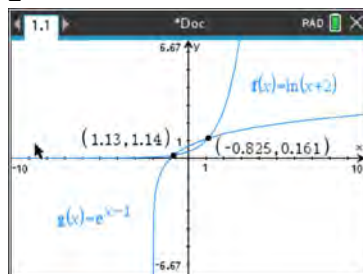 1.1 *Doc PAD
6.67 y
f(x)=ln(x+2)
(1.13,1.14) 1 (-0.825,0.161) x
-10 1 10
g(x)=e^x-1
-6.67